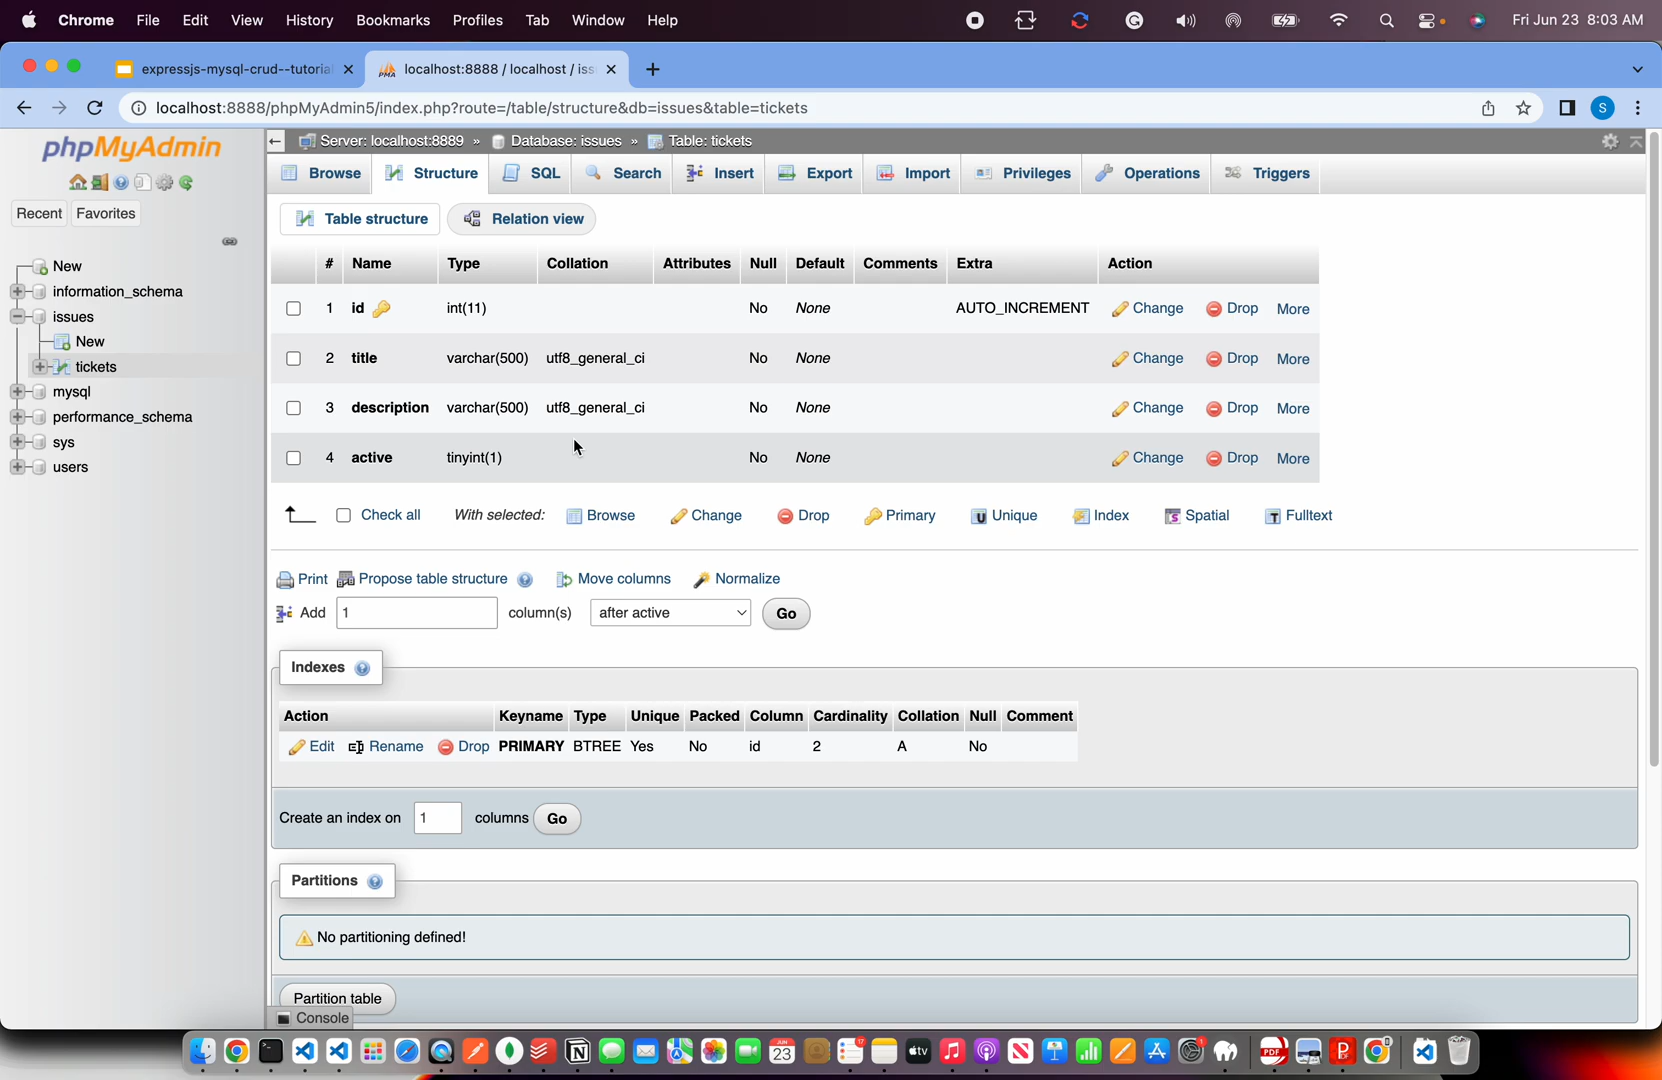 Chrome File Edit View History Bookmarks Profiles Tab Window Help Fri Jun 23 8:03 AM
expressjs-mysql-crud--tutorial localhost:8888 / localhost / iss
localhost:8888/phpMyAdmin5/index.php?route=/table/structure&db=issues&table=tickets S
phpMyAdmin
Recent Favorites
New
information_schema
issues
New
tickets
mysql
performance_schema
sys
users
Server: localhost:8889 » Database: issues » Table: tickets
Browse Structure SQL Search Insert Export Import Privileges Operations Triggers
Table structure Relation view
# Name Type Collation Attributes Null Default Comments Extra Action
1 id int(11) No None AUTO_INCREMENT Change Drop More
2 title varchar(500) utf8_general_ci No None Change Drop More
3 description varchar(500) utf8_general_ci No None Change Drop More
4 active tinyint(1) No None Change Drop More
Check all With selected: Browse Change Drop Primary Unique Index Spatial Fulltext
Print Propose table structure Move columns Normalize
Add 1 column(s) after active Go
Indexes
Action Keyname Type Unique Packed Column Cardinality Collation Null Comment
Edit Rename Drop PRIMARY BTREE Yes No id 2 A No
Create an index on 1 columns Go
Partitions
No partitioning defined!
Partition table
Console